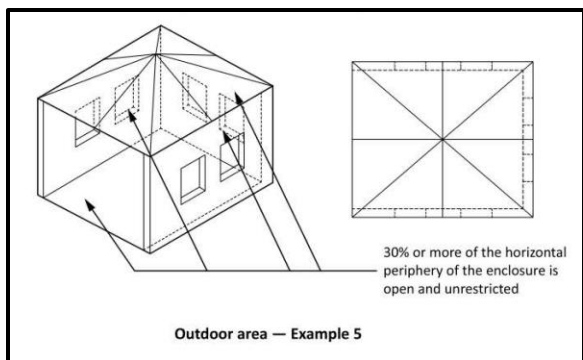 30% or more of the horizontal
periphery of the enclosure is
open and unrestricted
Outdoor area — Example 5